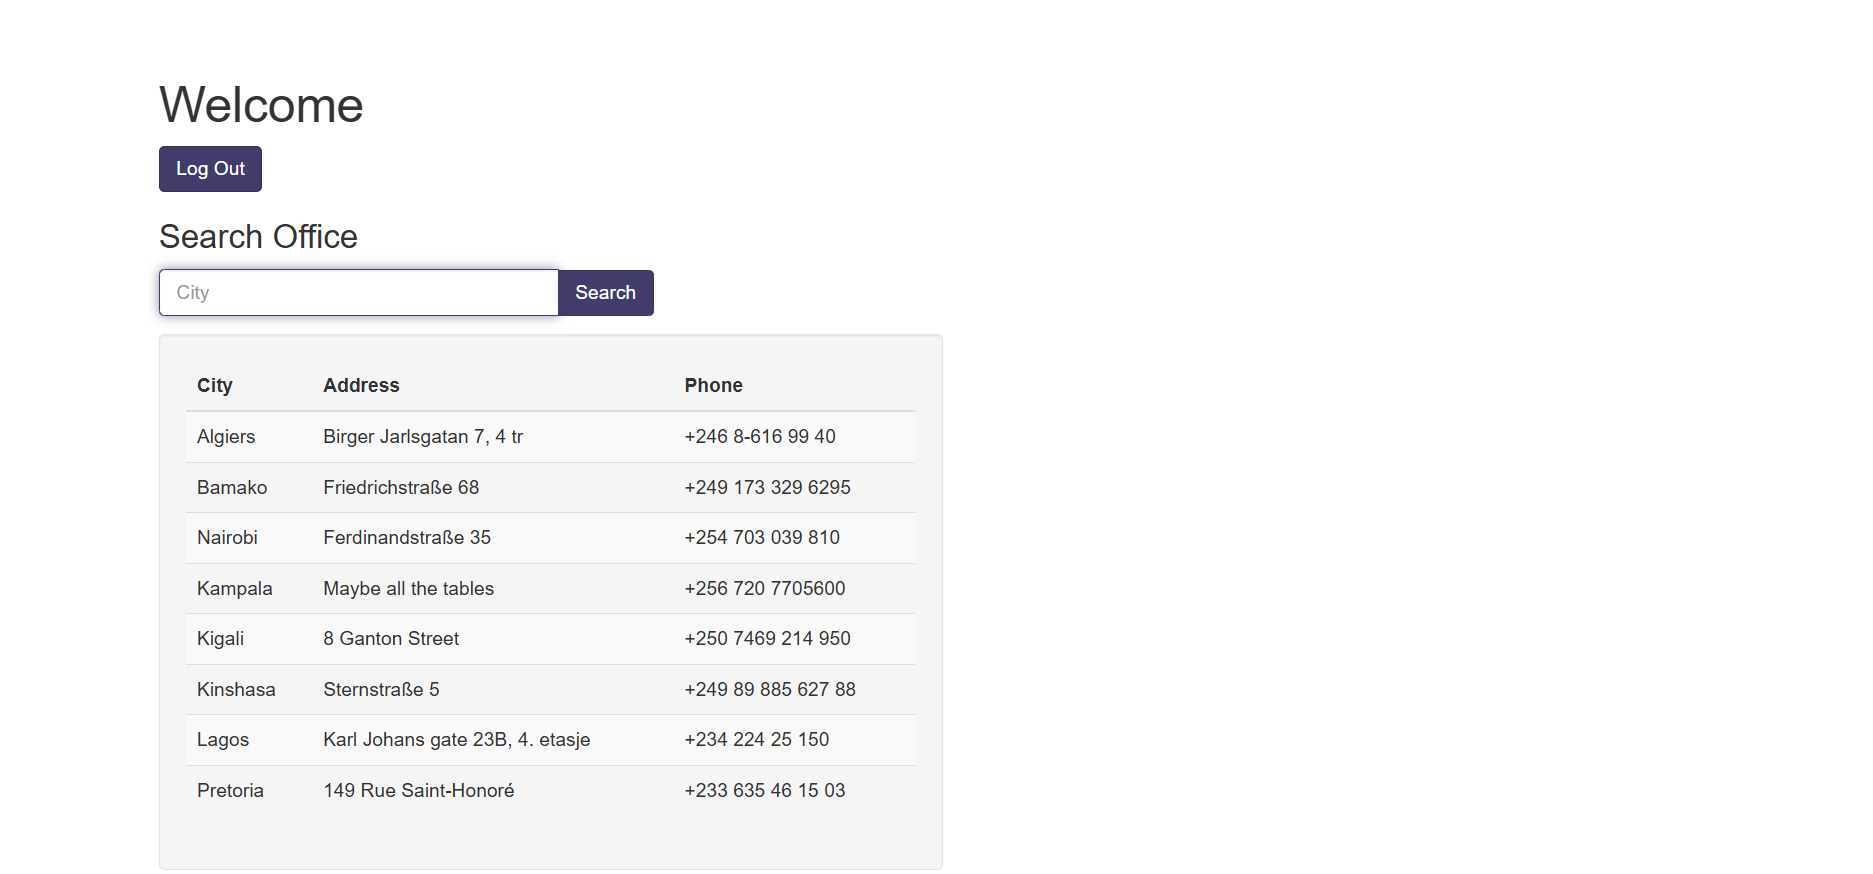 Welcome
Log Out
Search Office
City
Search
City Address Phone
Algiers Birger Jarlsgatan 7, 4 tr +246 8-616 99 40
Bamako Friedrichstraße 68 +249 173 329 6295
Nairobi Ferdinandstraße 35 +254 703 039 810
Kampala Maybe all the tables +256 720 7705600
Kigali 8 Ganton Street +250 7469 214 950
Kinshasa Sternstraße 5 +249 89 885 627 88
Lagos Karl Johans gate 23B, 4. etasje +234 224 25 150
Pretoria 149 Rue Saint-Honoré +233 635 46 15 03